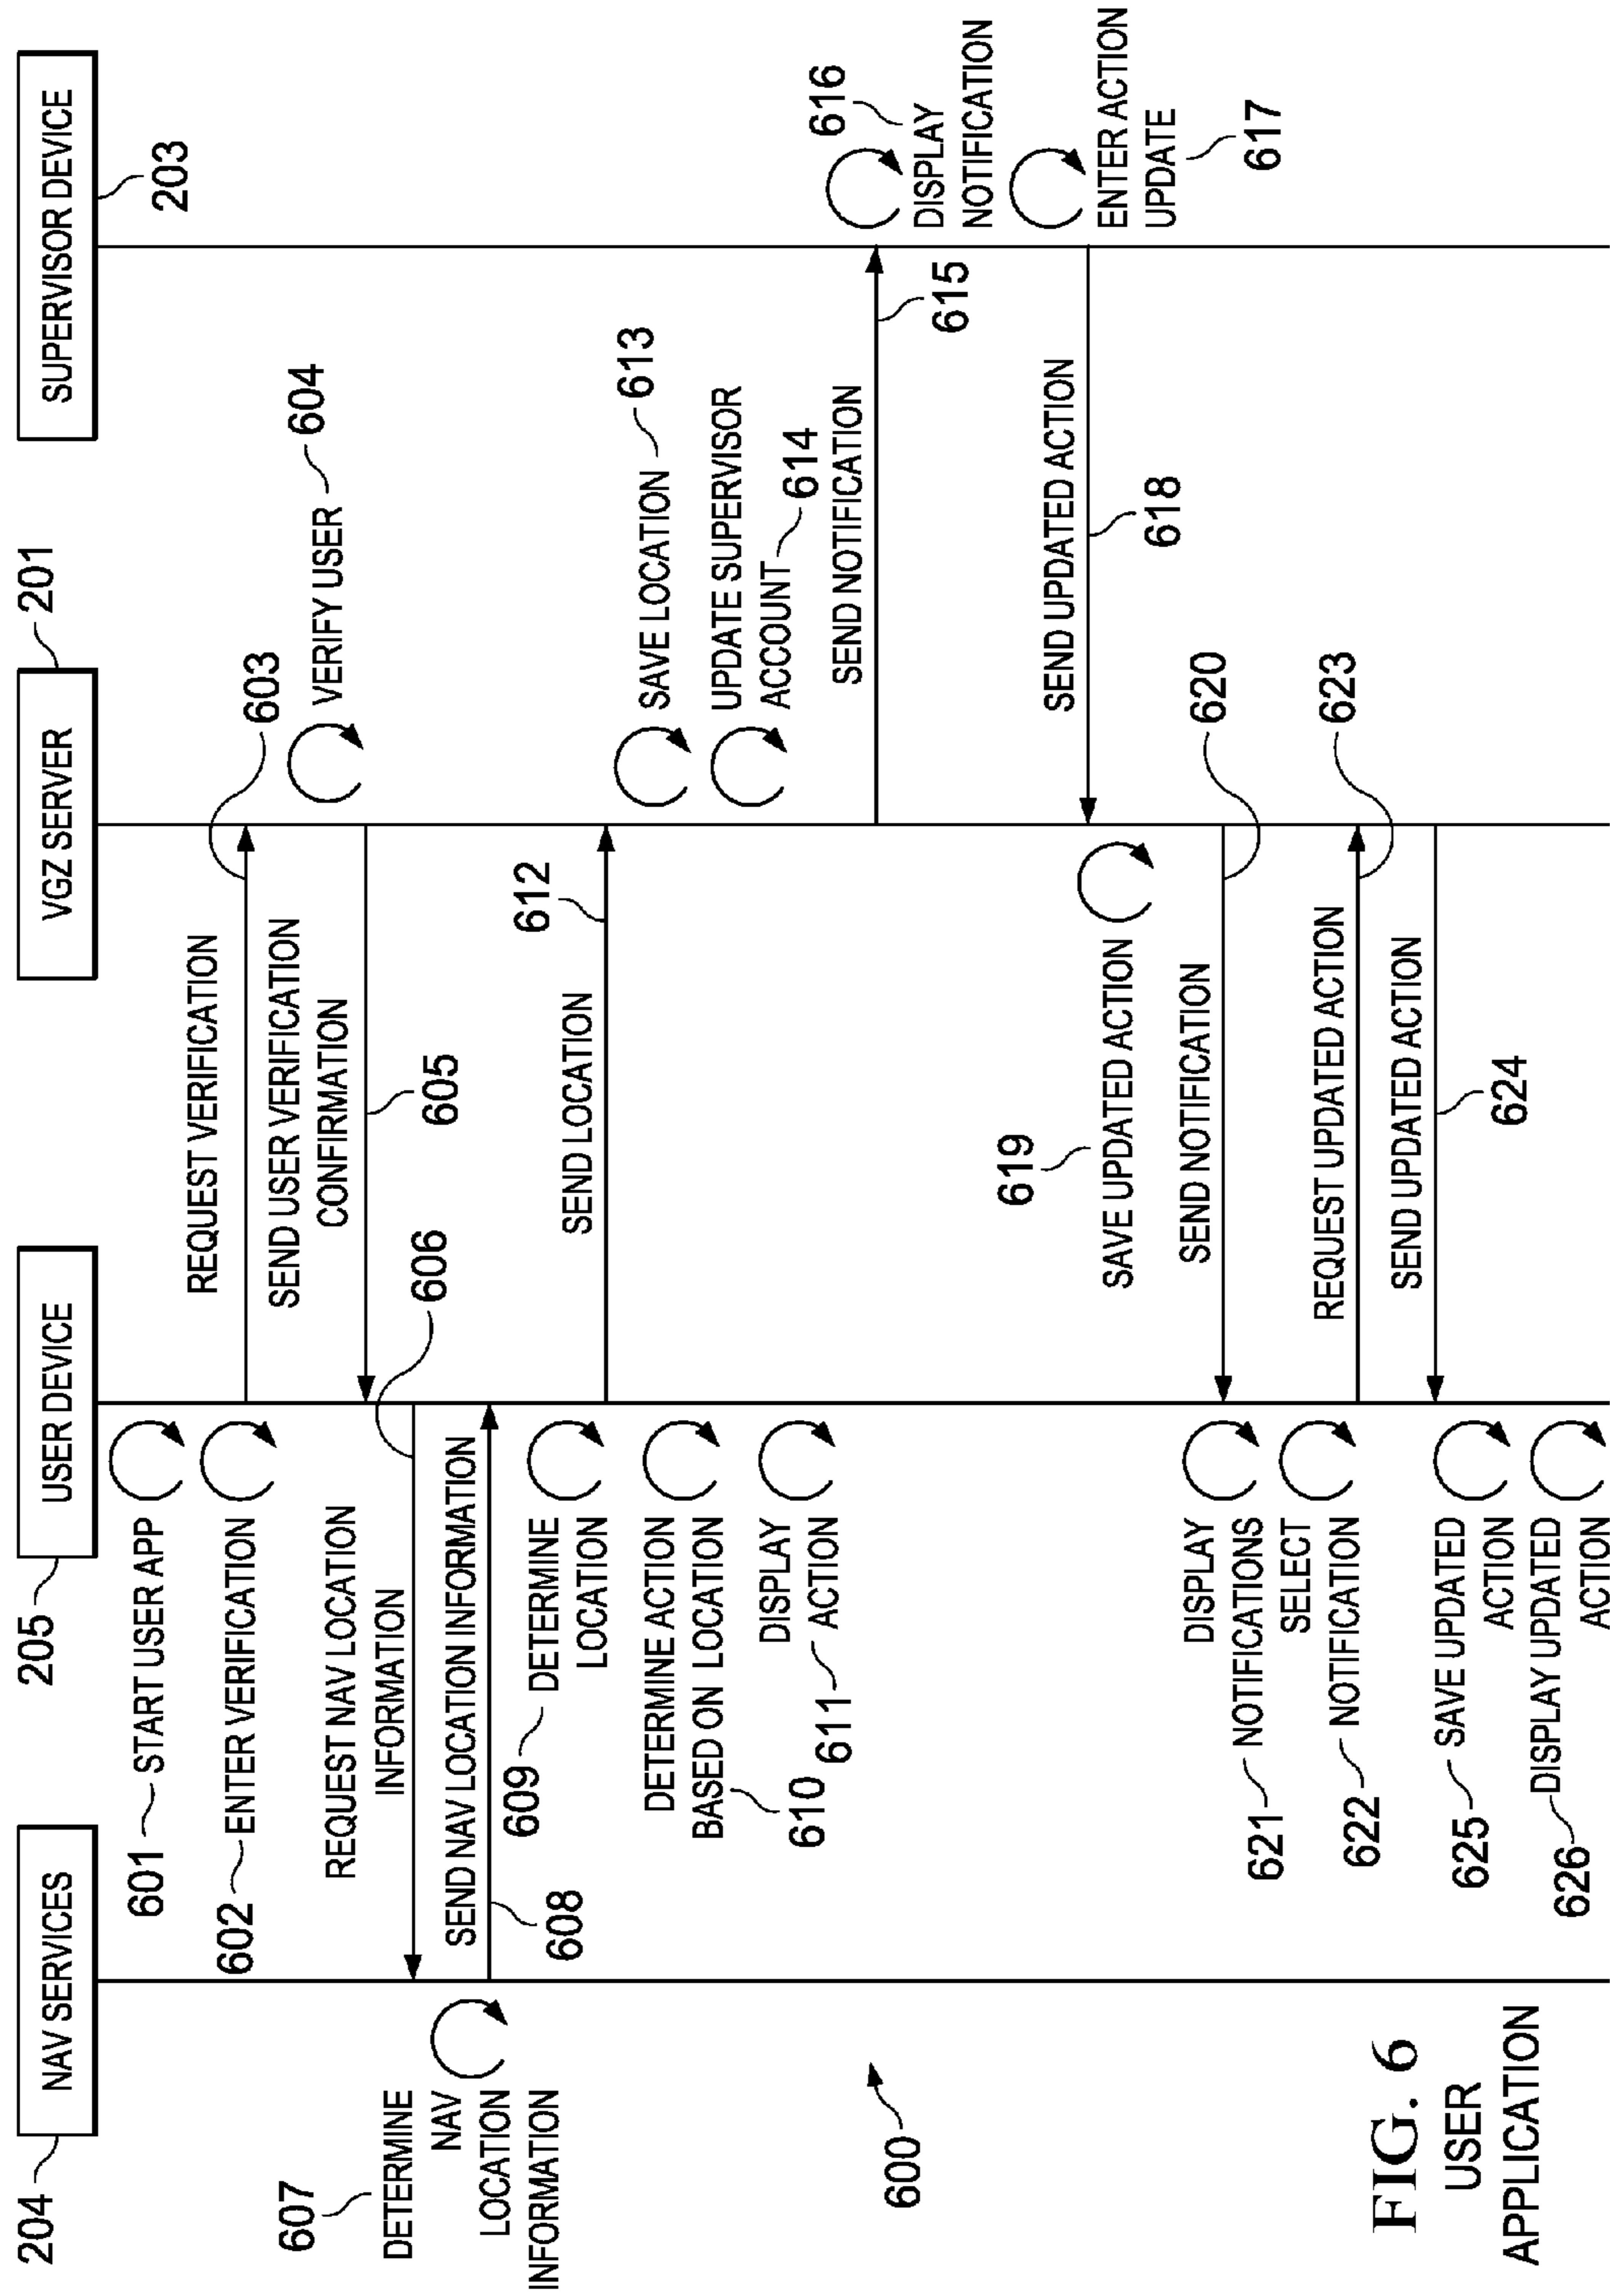 204
NAV SERVICES
205
USER DEVICE
VGZ SERVER
201
SUPERVISOR DEVICE
203
601
START USER APP
602
ENTER VERIFICATION
REQUEST VERIFICATION
603
VERIFY USER
604
SEND USER VERIFICATION
CONFIRMATION
605
REQUEST NAV LOCATION
INFORMATION
606
607
DETERMINE
NAV
LOCATION
INFORMATION
SEND NAV LOCATION INFORMATION
608
609
DETERMINE
LOCATION
DETERMINE ACTION
BASED ON LOCATION
610
DISPLAY
ACTION
611
SEND LOCATION
612
SAVE LOCATION
613
UPDATE SUPERVISOR
ACCOUNT
614
SEND NOTIFICATION
615
616
DISPLAY
NOTIFICATION
ENTER ACTION
UPDATE
617
SEND UPDATED ACTION
618
619
SAVE UPDATED ACTION
SEND NOTIFICATION
620
DISPLAY
NOTIFICATIONS
621
SELECT
NOTIFICATION
622
REQUEST UPDATED ACTION
623
SEND UPDATED ACTION
624
625
SAVE UPDATED
ACTION
626
DISPLAY UPDATED
ACTION
600
FIG. 6
USER
APPLICATION